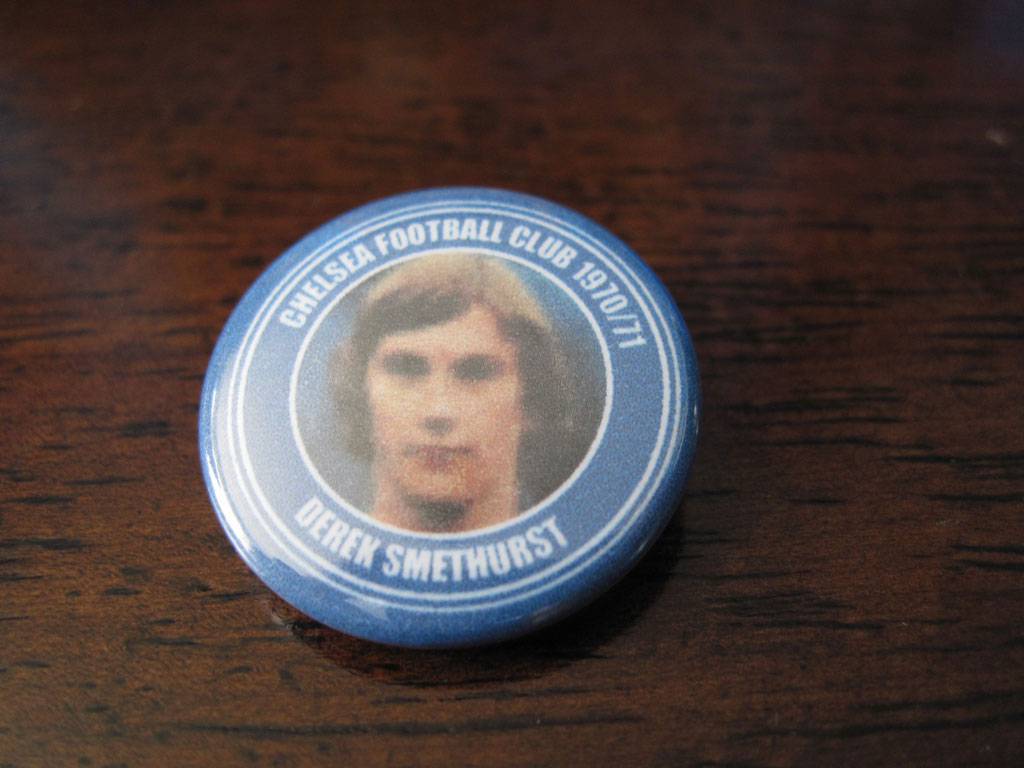 CHELSEA FOOTBALL CLUB 1970/71
DEREK SMETHURST